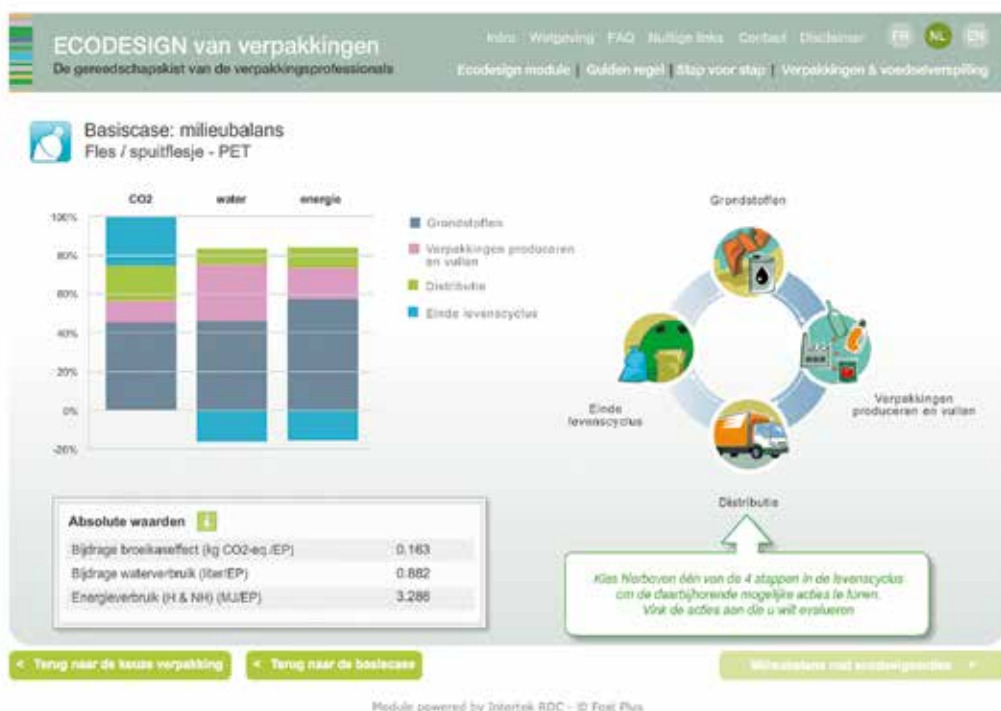 ECODESIGN van verpakkingen
De gereedschapskist van de verpakkingsprofessionals
Intro Wetgeving FAQ Nuttige links Contact Disclaimer FR NL EN
Ecodesign module | Gulden regel | Stap voor stap | Verpakkingen & voedselverspilling
Basiscase: milieubalans
Fles / spuitflesje - PET
CO2 water energie
100%
80%
60%
40%
20%
0%
-20%
Grondstoffen
Verpakkingen produceren
en vullen
Distributie
Einde levenscyclus
Grondstoffen
Verpakkingen
produceren en vullen
Distributie
Einde
levenscyclus
Absolute waarden
Bijdrage broeikaseffect (kg CO2-eq./EP) 0.163
Bijdrage waterverbruik (liter/EP) 0.882
Energieverbruik (H & NH) (MJ/EP) 3.286
Kies hierboven één van de 4 stappen in de levenscyclus
om de daarbijhorende mogelijke acties te tonen.
Vink de acties aan die u wilt evalueren
< Terug naar de keuze verpakking
< Terug naar de basiscase
Milieubalans met >
Module powered by Intertek RDC - © Fost Plus